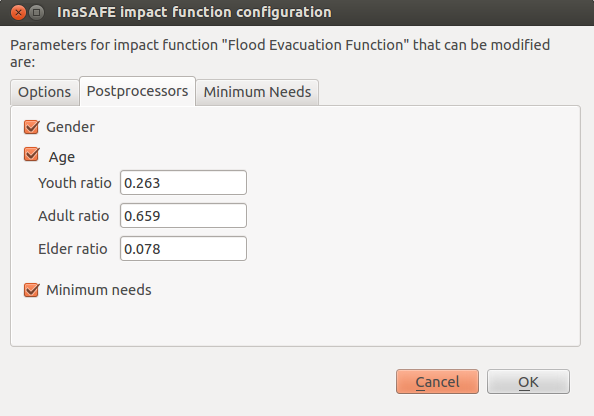 InaSAFE impact function configuration
Parameters for impact function "Flood Evacuation Function" that can be modified
are:
Options Postprocessors Minimum Needs
Gender
Age
Youth ratio 0.263
Adult ratio 0.659
Elder ratio 0.078
Minimum needs
Cancel OK